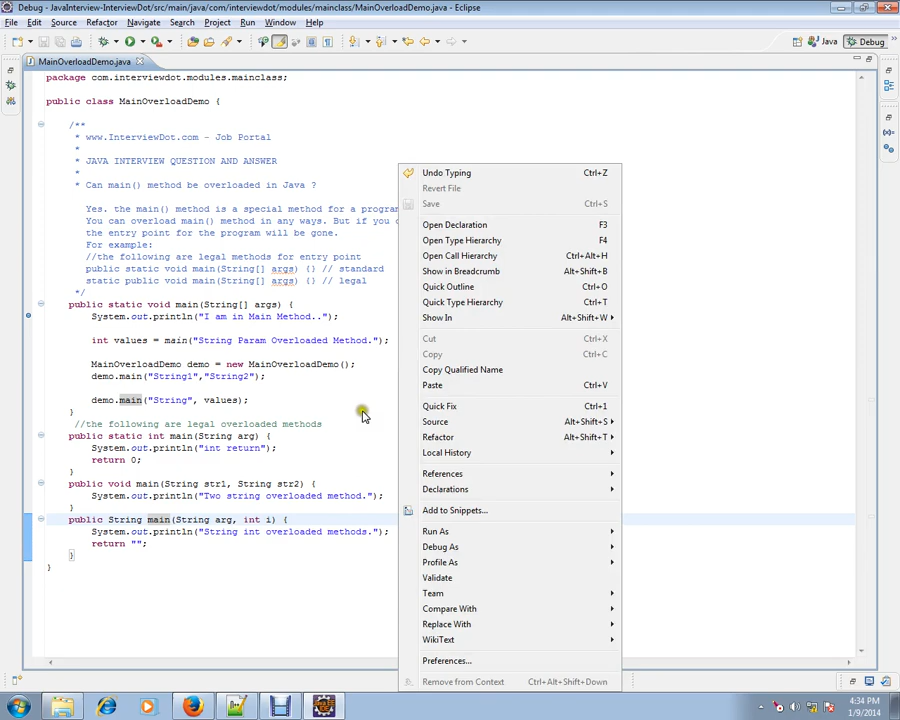 Debug - JavaInterview-InterviewDot/src/main/java/com/interviewdot/modules/mainclass/MainOverloadDemo.java - Eclipse
File Edit Source Refactor Navigate Search Project Run Window Help
Java Debug
MainOverloadDemo.java
package com.interviewdot.modules.mainclass;
public class MainOverloadDemo {
/**
* www.InterviewDot.com - Job Portal
*
* JAVA INTERVIEW QUESTION AND ANSWER
*
* Can main() method be overloaded in Java ?
Yes. the main() method is a special method for a progra
You can overload main() method in any ways. But if you c
the entry point for the program will be gone.
For example:
//the following are legal methods for entry point
public static void main(String[] args) {} // standard
static public void main(String[] args) {} // legal
*/
public static void main(String[] args) {
System.out.println("I am in Main Method..");
int values = main("String Param Overloaded Method.");
MainOverloadDemo demo = new MainOverloadDemo();
demo.main("String1","String2");
demo.main("String", values);
}
//the following are legal overloaded methods
public static int main(String arg) {
System.out.println("int return");
return 0;
}
public void main(String str1, String str2) {
System.out.println("Two string overloaded method.");
}
public String main(String arg, int i) {
System.out.println("String int overloaded methods.");
return "";
}
}
Undo Typing Ctrl+Z
Revert File
Save Ctrl+S
Open Declaration F3
Open Type Hierarchy F4
Open Call Hierarchy Ctrl+Alt+H
Show in Breadcrumb Alt+Shift+B
Quick Outline Ctrl+O
Quick Type Hierarchy Ctrl+T
Show In Alt+Shift+W
Cut Ctrl+X
Copy Ctrl+C
Copy Qualified Name
Paste Ctrl+V
Quick Fix Ctrl+1
Source Alt+Shift+S
Refactor Alt+Shift+T
Local History
References
Declarations
Add to Snippets...
Run As
Debug As
Profile As
Validate
Team
Compare With
Replace With
WikiText
Preferences...
Remove from Context Ctrl+Alt+Shift+Down
4:34 PM
1/9/2014